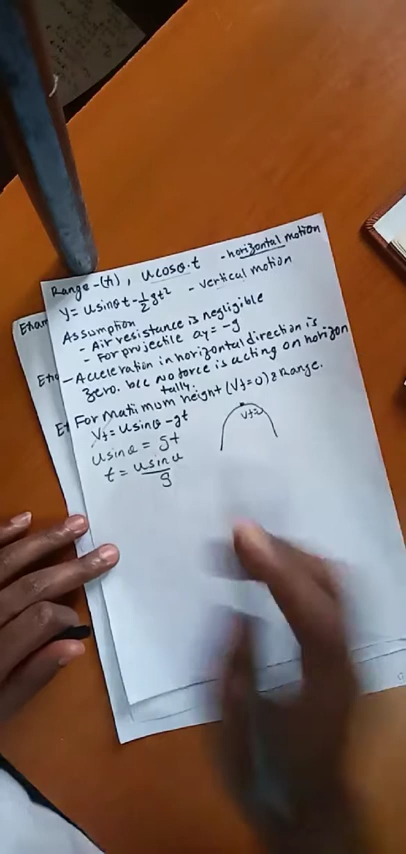 Range -(x), ucosθ.t - horizontal motion
y = usinθt - 1/2 gt² - vertical motion
Assumption
- Air resistance is negligible
- For projectile ay = -g
- Acceleration in horizontal direction is
zero. b/c no force is acting on horizon
tally.
For maximum height (Vf=0) & Range.
Vf = usinθ - gt
Vf=0
usinθ = gt
t = usinθ/g